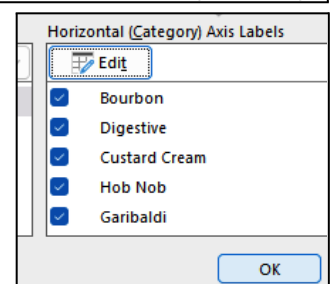 Horizontal (Category) Axis Labels
Edit
Bourbon
Digestive
Custard Cream
Hob Nob
Garibaldi
OK